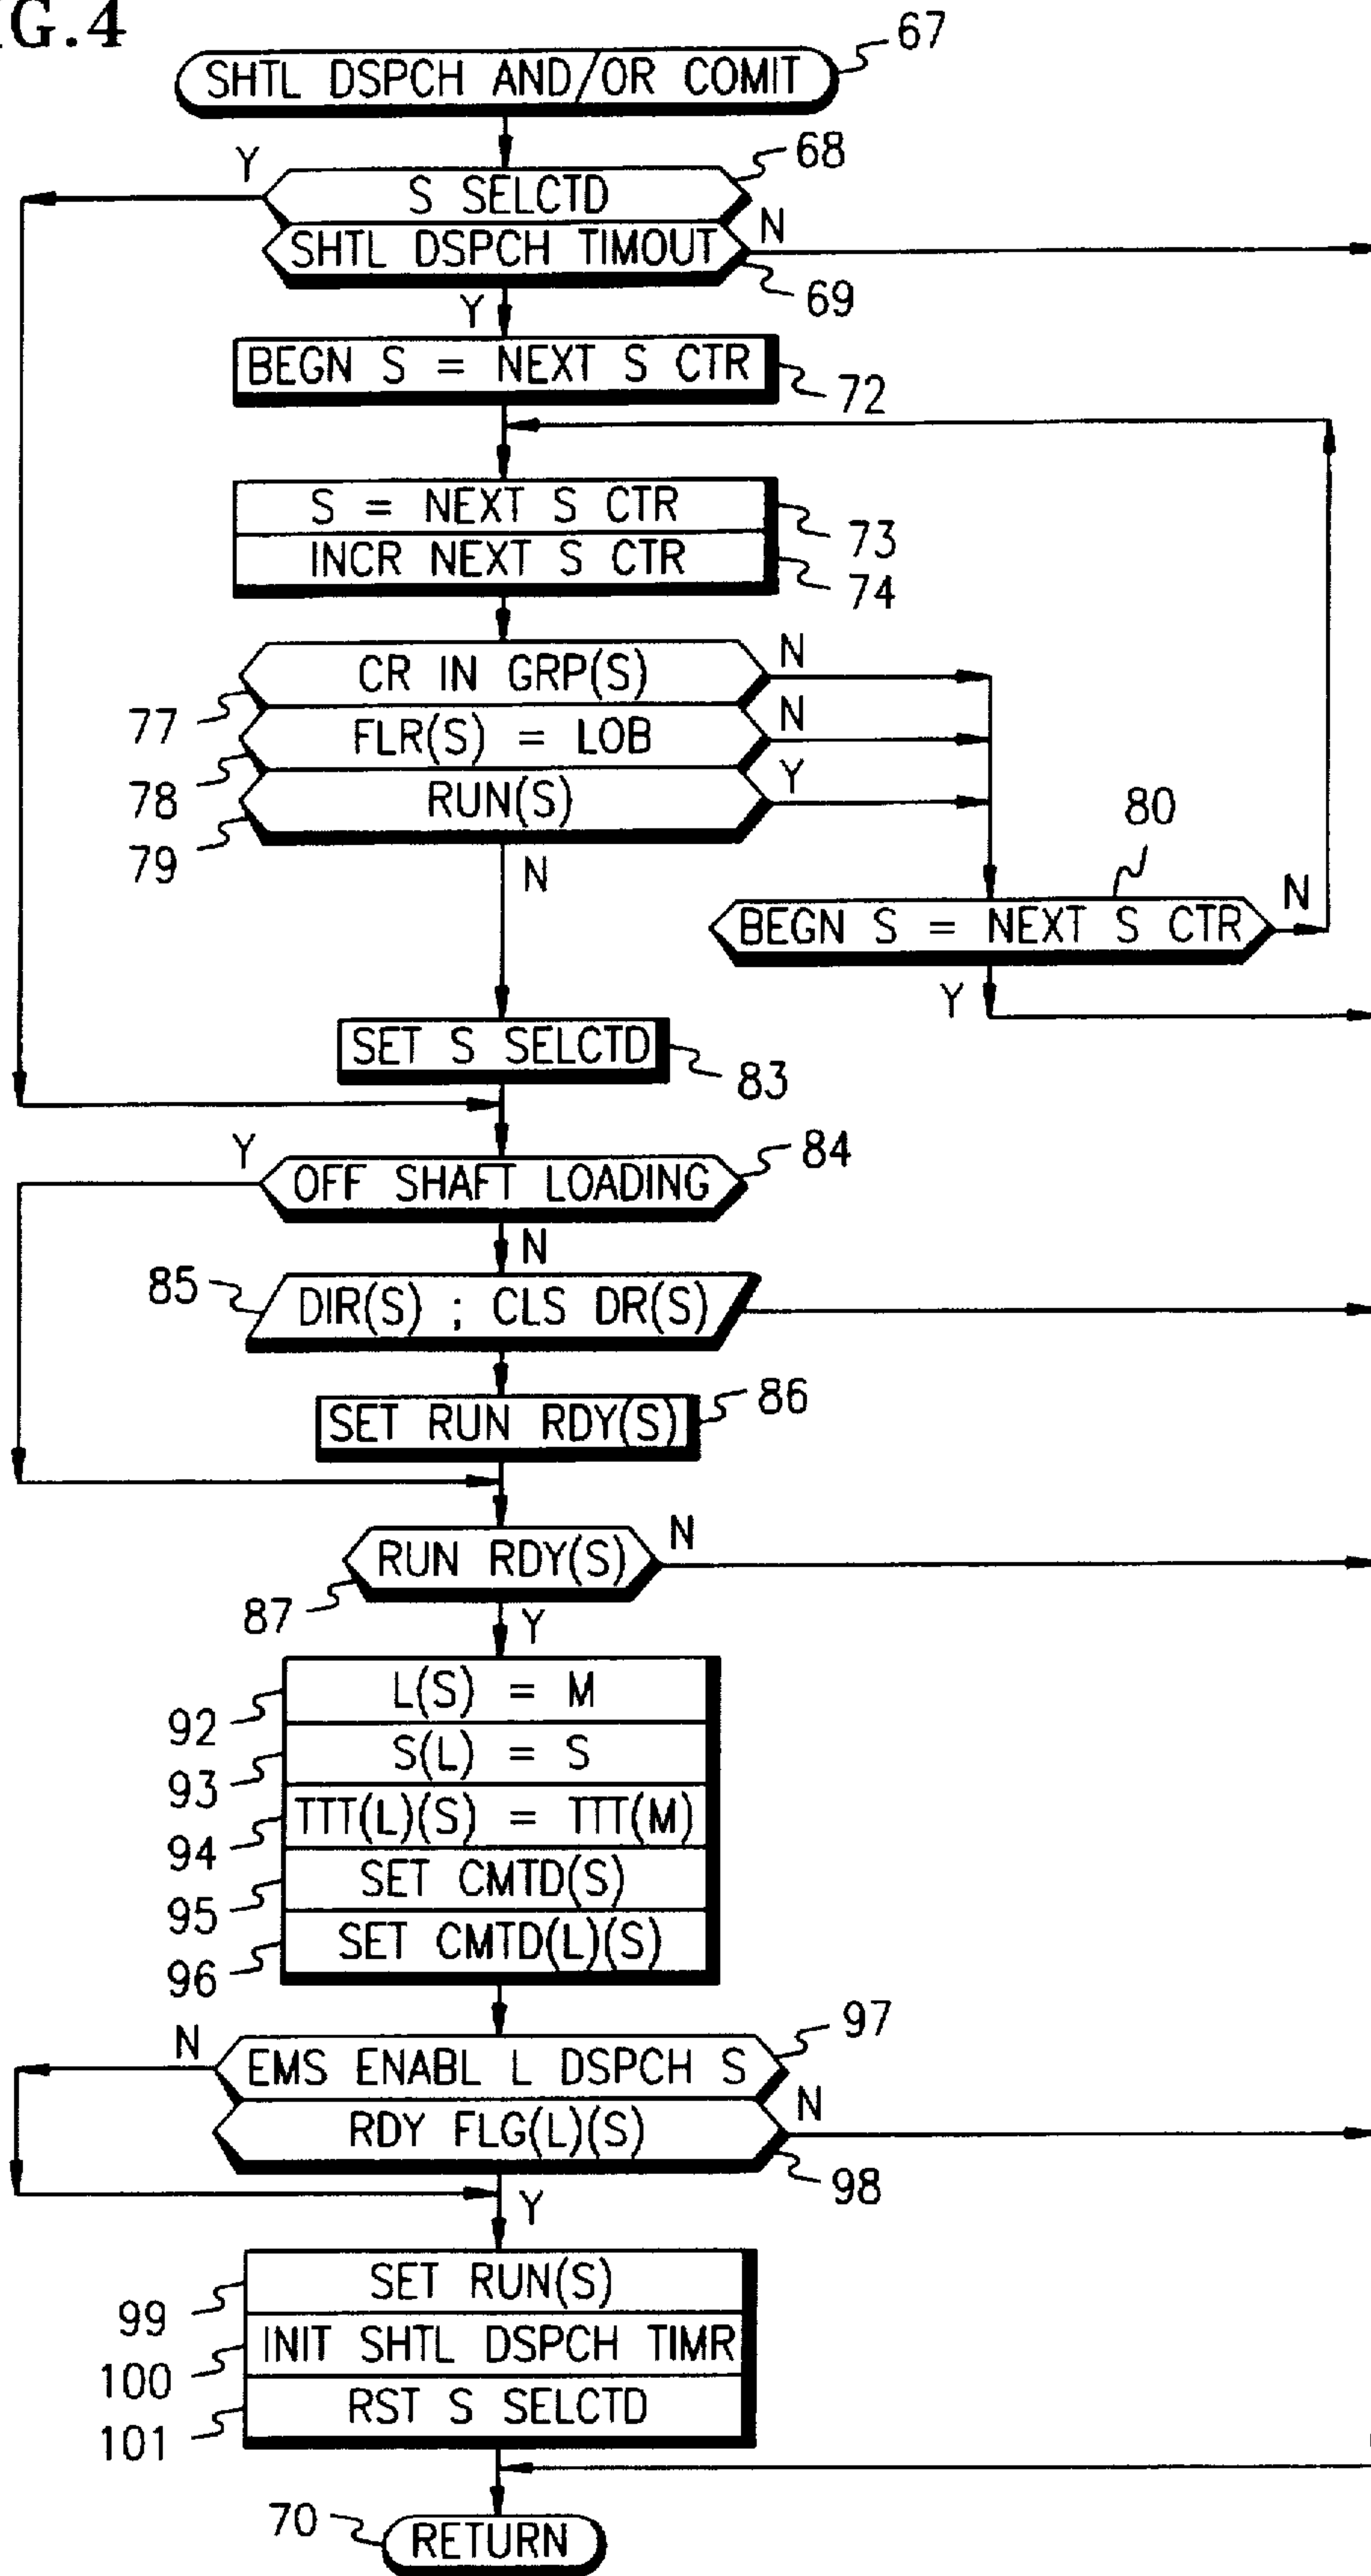 G.4
SHTL DSPCH AND/OR COMIT
67
Y
S SELCTD
68
SHTL DSPCH TIMOUT
N
69
Y
BEGN S = NEXT S CTR
72
S = NEXT S CTR
73
INCR NEXT S CTR
74
CR IN GRP(S)
N
77
FLR(S) = LOB
N
78
RUN(S)
Y
79
N
80
BEGN S = NEXT S CTR
N
Y
SET S SELCTD
83
Y
OFF SHAFT LOADING
84
N
85
DIR(S) ; CLS DR(S)
SET RUN RDY(S)
86
RUN RDY(S)
N
87
Y
L(S) = M
92
S(L) = S
93
TTT(L)(S) = TTT(M)
94
SET CMTD(S)
95
SET CMTD(L)(S)
96
N
EMS ENABL L DSPCH S
97
RDY FLG(L)(S)
N
98
Y
SET RUN(S)
99
INIT SHTL DSPCH TIMR
100
RST S SELCTD
101
70
RETURN